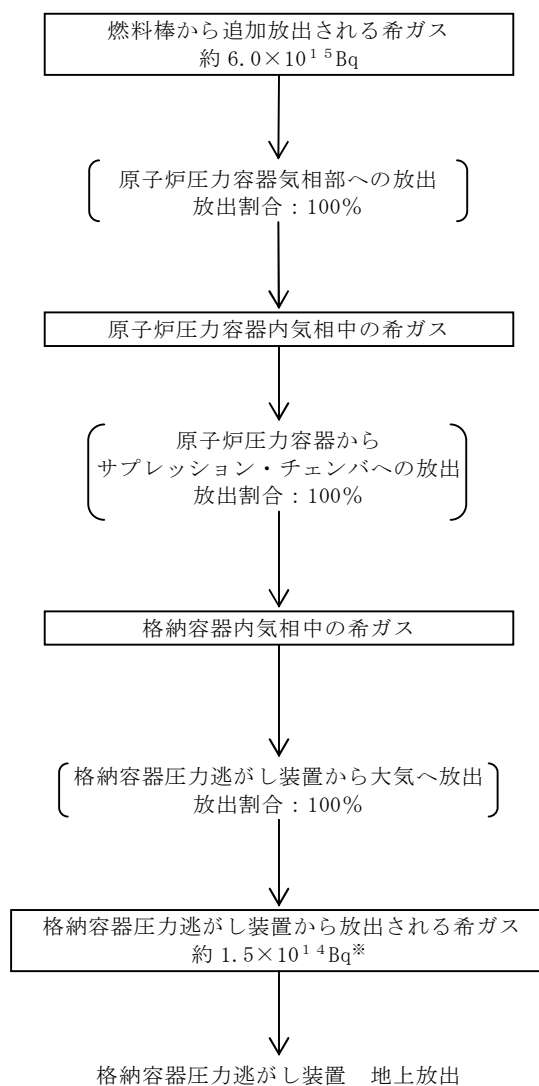 燃料棒から追加放出される希ガス
約 6.0×10¹⁵Bq
原子炉圧力容器気相部への放出
放出割合：100％
原子炉圧力容器内気相中の希ガス
原子炉圧力容器から
サプレッション・チェンバへの放出
放出割合：100％
格納容器内気相中の希ガス
格納容器圧力逃がし装置から大気へ放出
放出割合：100％
格納容器圧力逃がし装置から放出される希ガス
約 1.5×10¹⁴Bq※
格納容器圧力逃がし装置　地上放出